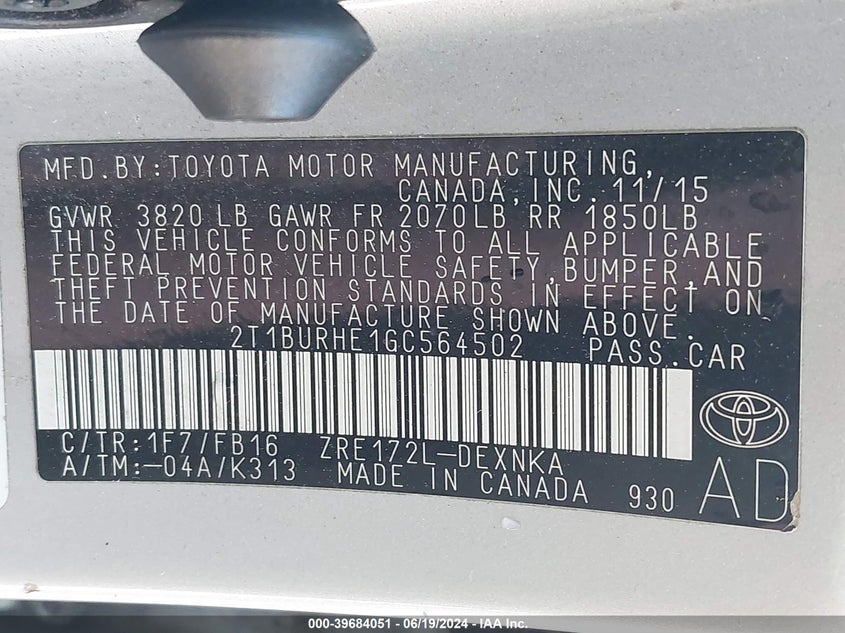 MFD.BY:TOYOTA MOTOR MANUFACTURING,
CANADA,INC. 11/15
GVWR 3820 LB GAWR FR 2070LB, RR 1850LB
THIS VEHICLE CONFORMS TO ALL APPLICABLE
FEDERAL MOTOR VEHICLE SAFETY,BUMPER,AND
THEFT PREVENTION STANDARDS IN EFFECT ON
THE DATE OF MANUFACTURE SHOWN ABOVE.
2T1BURHE1GC564502 PASS.CAR
C/TR:1F7/FB16 ZRE172L-DEXNKA
A/TM:-04A/K313 MADE IN CANADA 930 AD
000-39684051 - 06/19/2024 - IAAI.COM